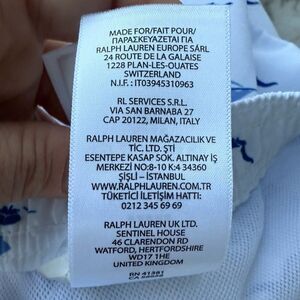 MADE FOR/FAIT POUR/
ΠΑΡΑΣΚΕΥΑΖΕΤΑΙ ΓΙΑ
RALPH LAUREN EUROPE SÀRL
24 ROUTE DE LA GALAISE
1228 PLAN-LES-OUATES
SWITZERLAND
N.I.F.: IT03945310963
RL SERVICES S.R.L.
VIA SAN BARNABA 27
CAP 20122, MILAN, ITALY
RALPH LAUREN MAĞAZACILIK VE
TİC. LTD. ŞTİ
ESENTEPE KASAP SOK. ALTINAY İŞ
MERKEZİ NO:8-10 K:4 34360
ŞİŞLİ - İSTANBUL
WWW.RALPHLAUREN.COM.TR
TÜKETİCİ İLETİŞİM HATTI:
0212 345 69 69
RALPH LAUREN UK LTD.
SENTINEL HOUSE
46 CLARENDON RD
WATFORD, HERTFORDSHIRE
WD17 1HE
UNITED KINGDOM
RN 41381